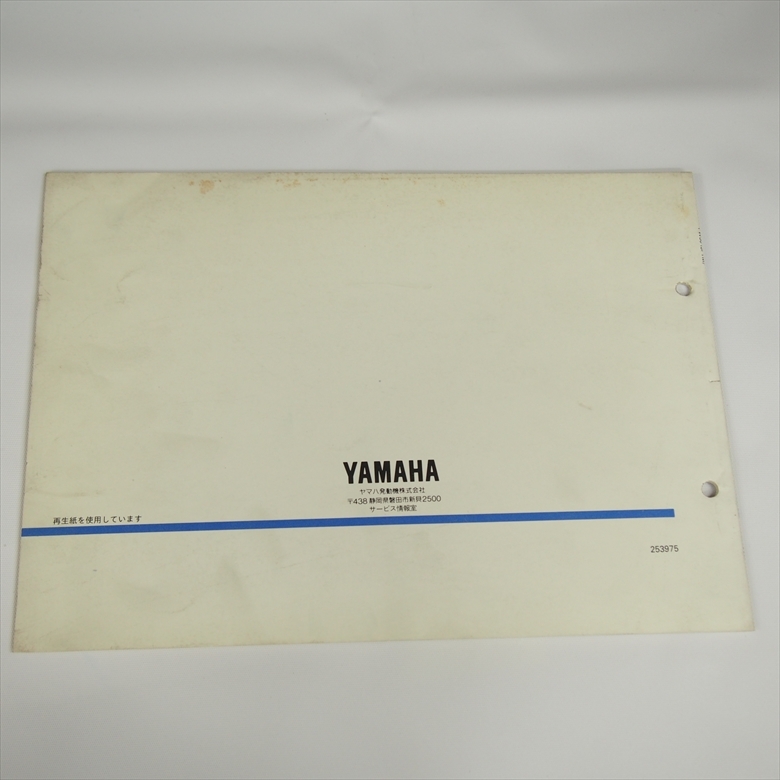 YAMAHA
ヤマハ発動機株式会社
〒438 静岡県磐田市新貝2500
サービス情報室
再生紙を使用しています
253975